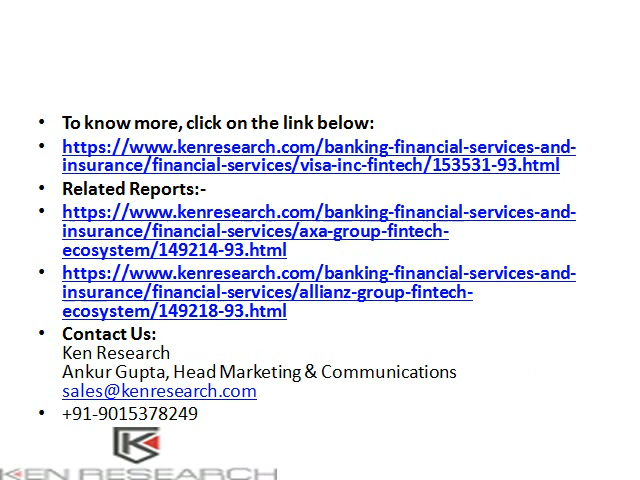 • To know more, click on the link below:
• https://www.kenresearch.com/banking-financial-services-and-
insurance/financial-services/visa-inc-fintech/153531-93.html
• Related Reports:-
• https://www.kenresearch.com/banking-financial-services-and-
insurance/financial-services/axa-group-fintech-
ecosystem/149214-93.html
• https://www.kenresearch.com/banking-financial-services-and-
insurance/financial-services/allianz-group-fintech-
ecosystem/149218-93.html
• Contact Us:
Ken Research
Ankur Gupta, Head Marketing & Communications
sales@kenresearch.com
• +91-9015378249
KEN RESEARCH